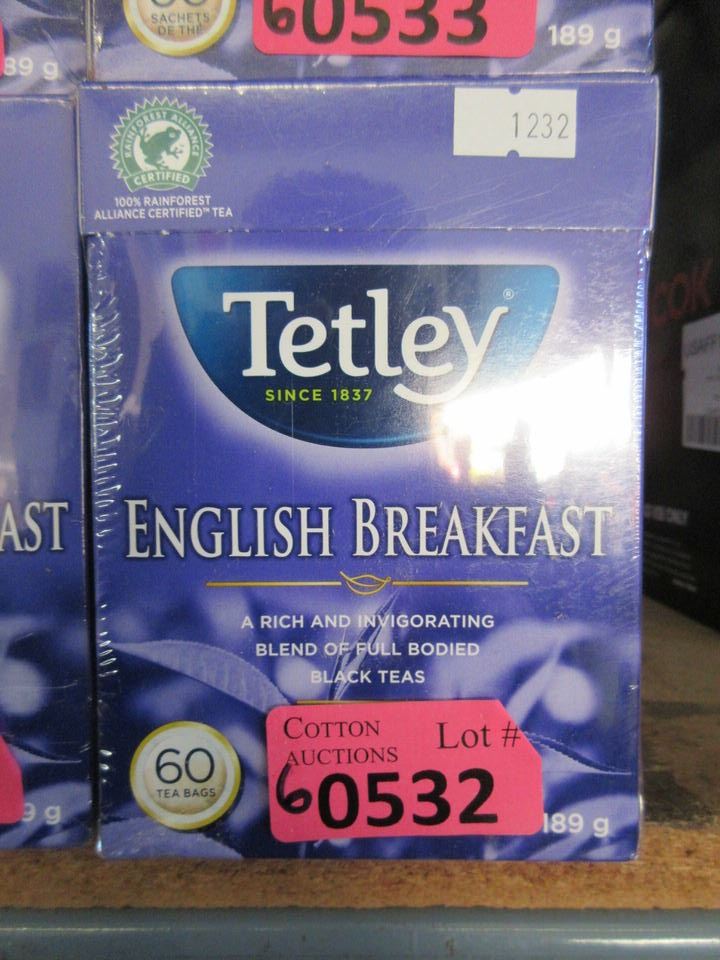 60
SACHETS
DE THÉ
60533
189 g
89 g
1232
RAINFOREST ALLIANCE
CERTIFIED
100% RAINFOREST
ALLIANCE CERTIFIED™ TEA
Tetley®
SINCE 1837
AST
ENGLISH BREAKFAST
A RICH AND INVIGORATING
BLEND OF FULL BODIED
BLACK TEAS
COTTON
AUCTIONS
Lot #
60532
60
TEA BAGS
189 g
9 g
COK